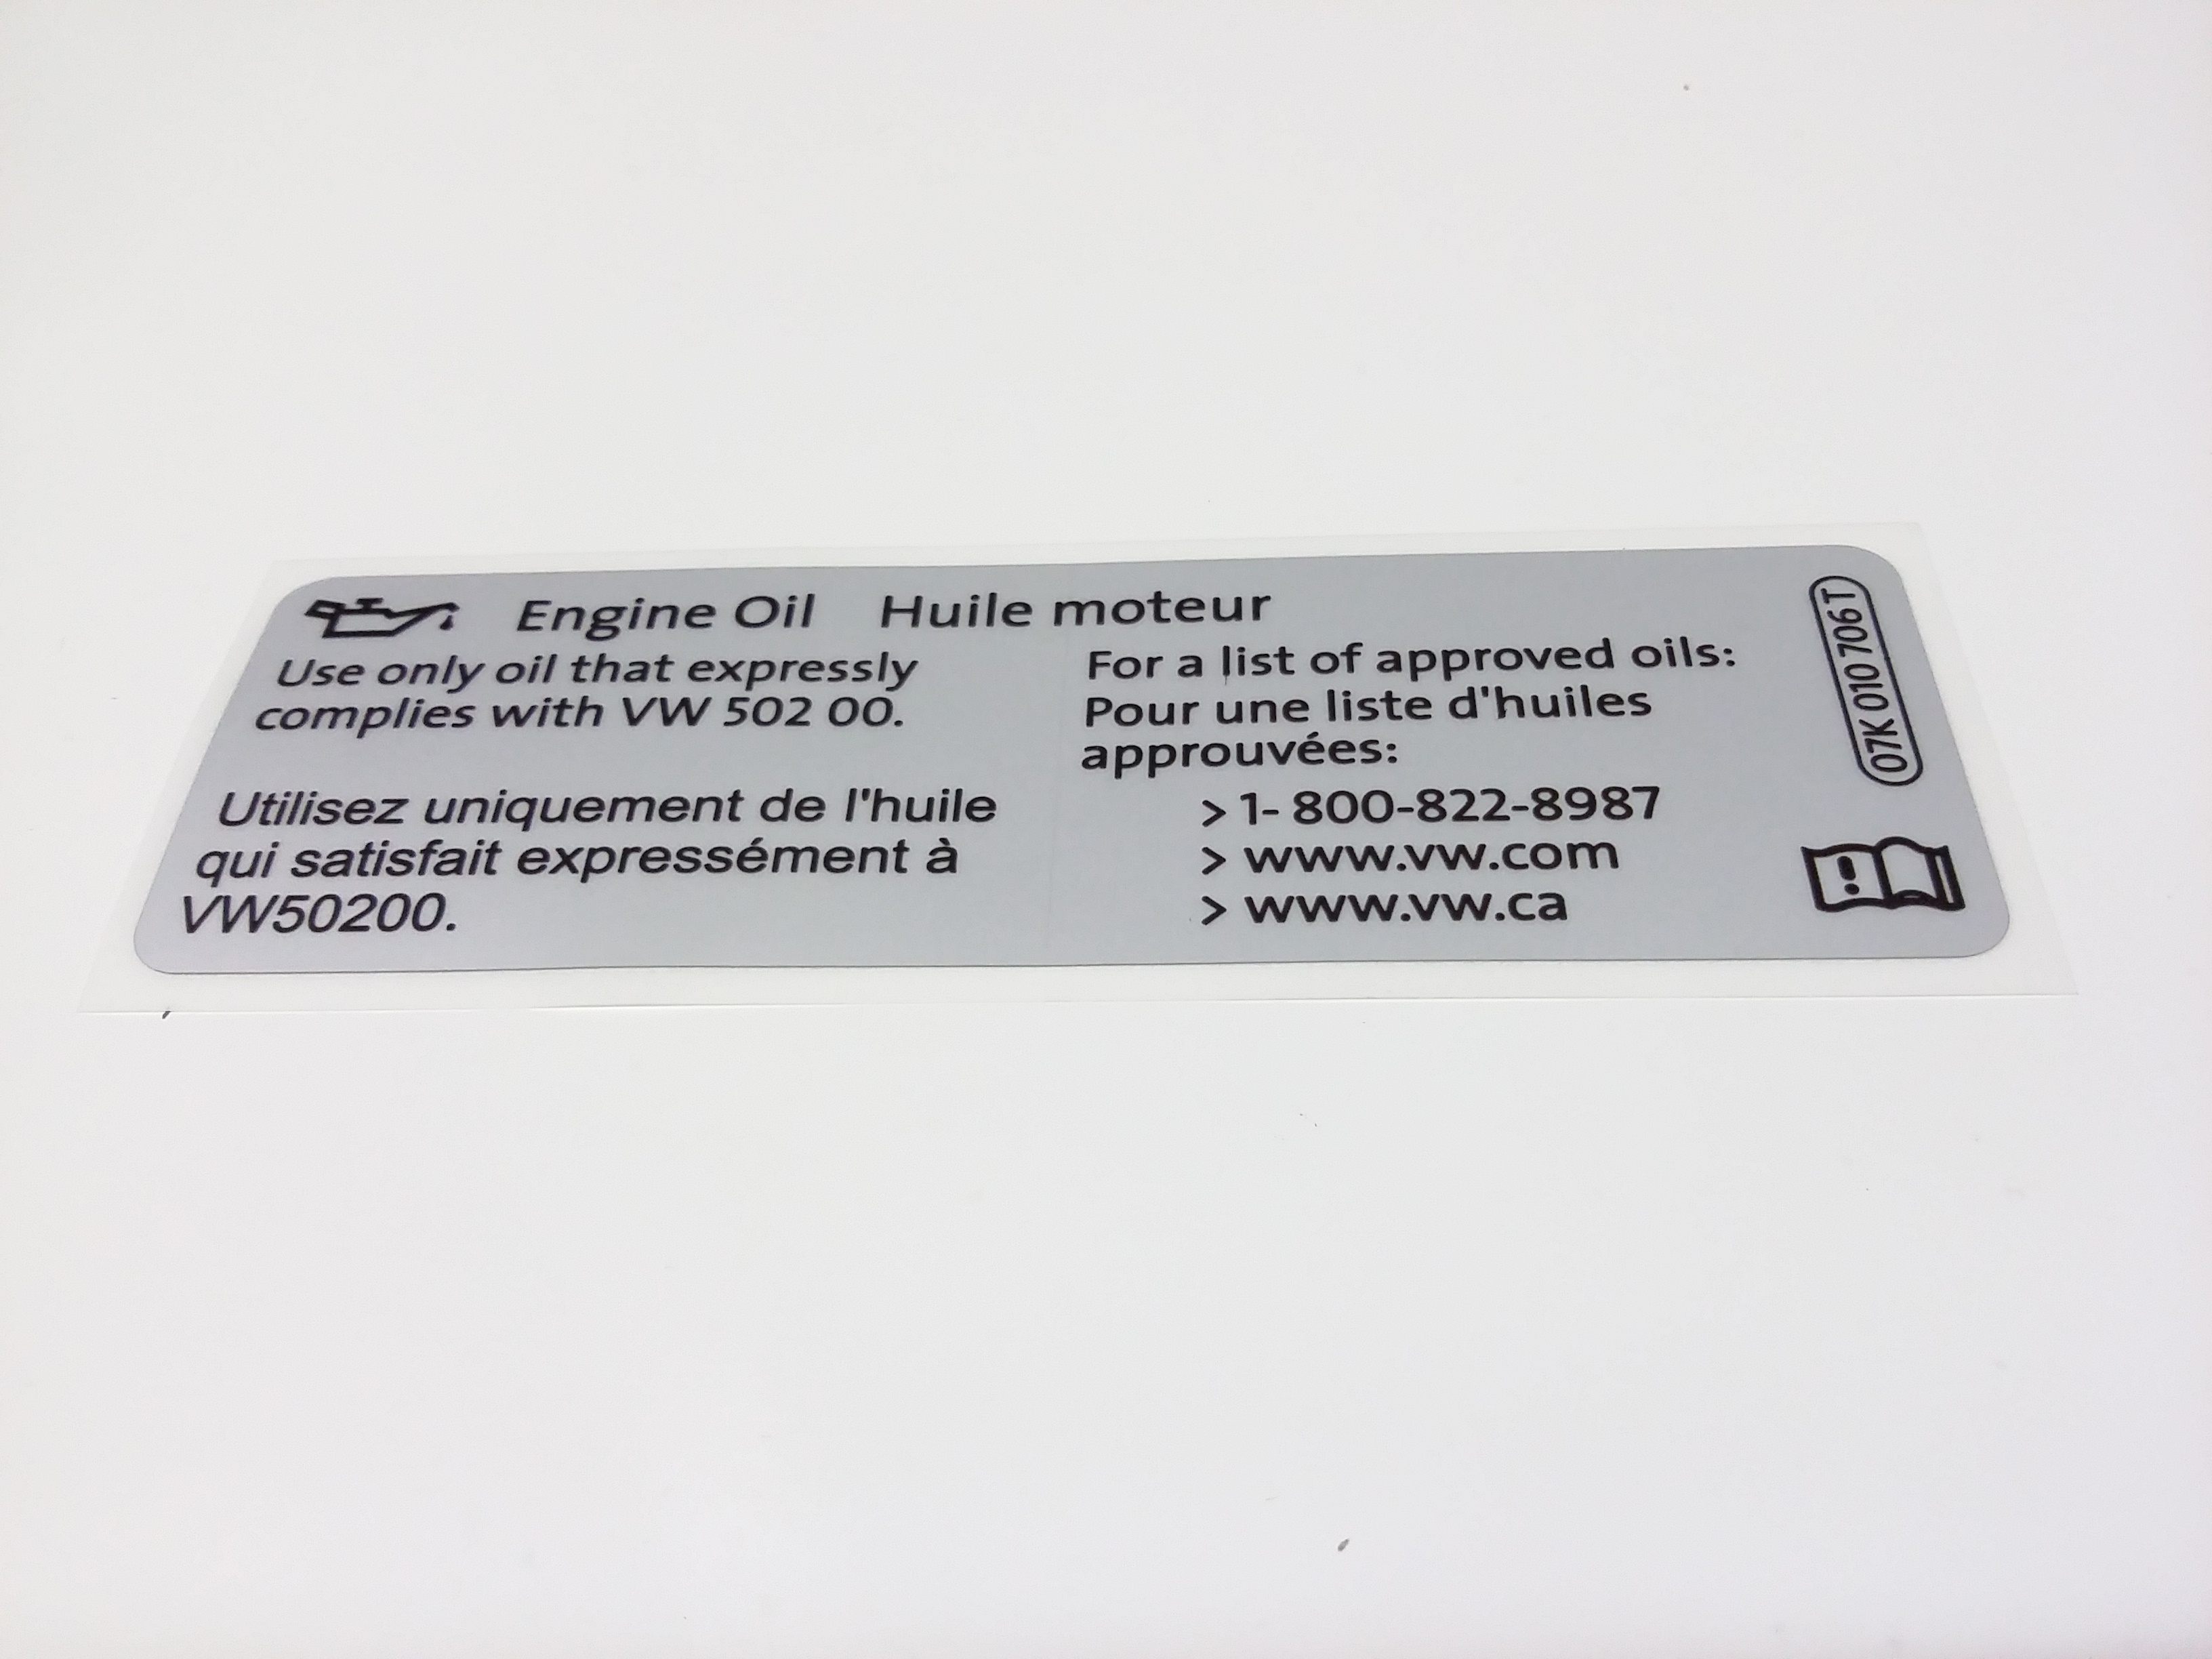 Engine Oil Huile moteur
Use only oil that expressly
complies with VW 502 00.
Utilisez uniquement de l'huile
qui satisfait expressément à
VW50200.
For a list of approved oils:
Pour une liste d'huiles
approuvées:
> 1- 800-822-8987
> www.vw.com
> www.vw.ca
07K 010 706 T